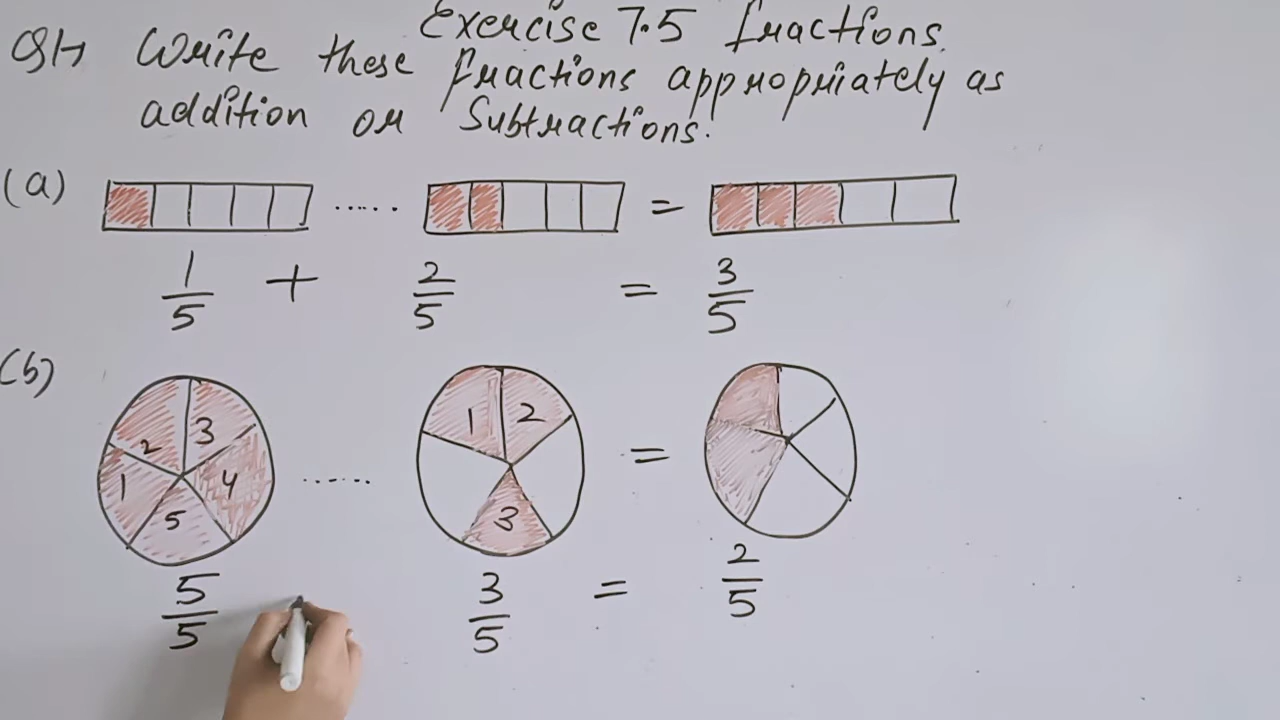 Exercise 7.5 fractions.
Q1→ Write these fractions appropriately as
addition or Subtractions.
(a) ..... =
1/5 + 2/5 = 3/5
(b) 1 2 3 4 5 ...... 1 2 3 =
5/5 3/5 = 2/5